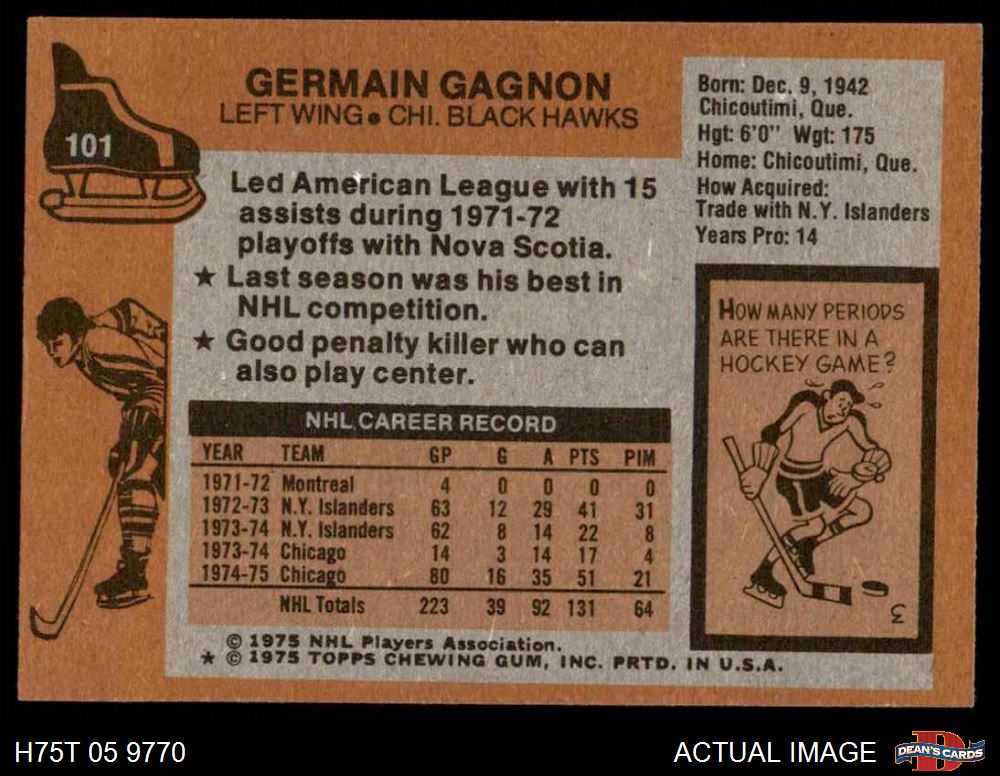 101
GERMAIN GAGNON
LEFT WING • CHI. BLACK HAWKS
Born: Dec. 9, 1942
Chicoutimi, Que.
Hgt: 6'0" Wgt: 175
Home: Chicoutimi, Que.
How Acquired:
Trade with N.Y. Islanders
Years Pro: 14
Led American League with 15
assists during 1971-72
playoffs with Nova Scotia.
★ Last season was his best in
NHL competition.
★ Good penalty killer who can
also play center.
NHL CAREER RECORD
YEAR TEAM GP G A PTS PIM
1971-72 Montreal 4 0 0 0 0
1972-73 N.Y. Islanders 63 12 29 41 31
1973-74 N.Y. Islanders 62 8 14 22 8
1973-74 Chicago 14 3 14 17 4
1974-75 Chicago 80 16 35 51 21
NHL Totals 223 39 92 131 64
HOW MANY PERIODS
ARE THERE IN A
HOCKEY GAME?
3
© 1975 NHL Players Association.
★ © 1975 TOPPS CHEWING GUM, INC. PRTD. IN U.S.A.
H75T 05 9770
ACTUAL IMAGE
D
DEAN'S CARDS